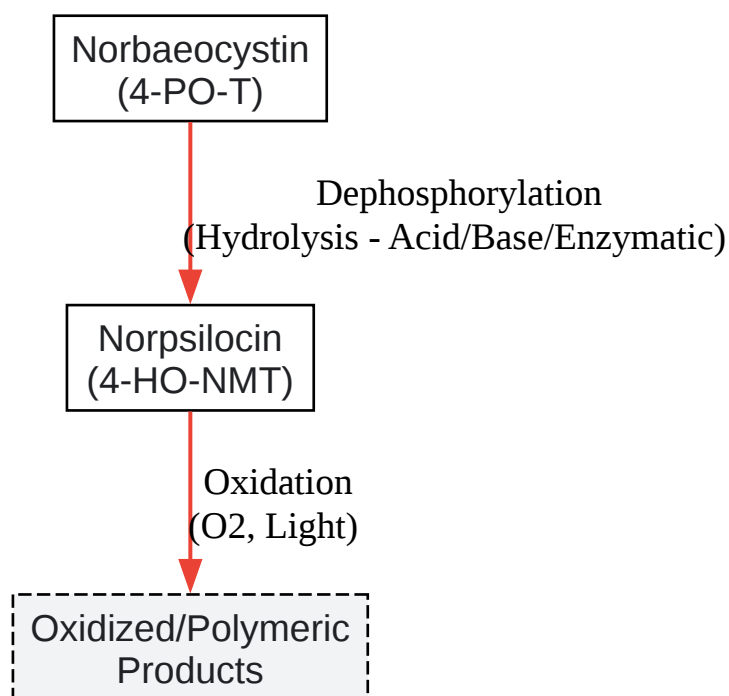 Norbaeocystin
(4-PO-T)
Dephosphorylation
(Hydrolysis - Acid/Base/Enzymatic)
Norpsilocin
(4-HO-NMT)
Oxidation
(O2, Light)
Oxidized/Polymeric
Products